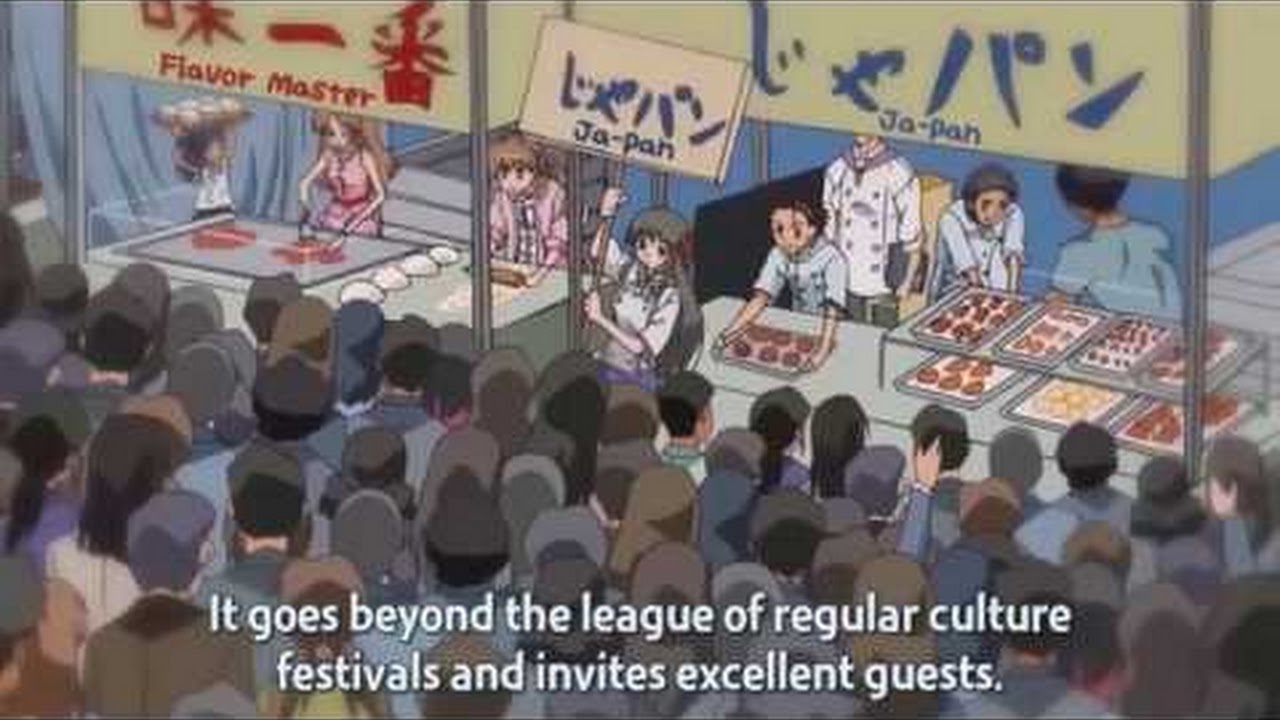 味一番
Flavor Master
じゃパン
Ja-pan
じゃパン
Ja-pan
It goes beyond the league of regular culture
festivals and invites excellent guests.